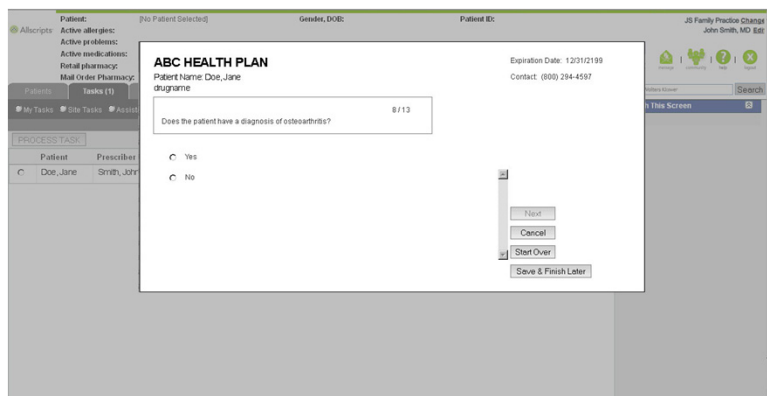 Patient: [No Patient Selected] Gender, DOB: Patient ID:
JS Family Practice Change
Allscripts Active allergies: John Smith, MD Edit
Active problems:
Active medications:
Retail pharmacy:
Mail Order Pharmacy:
Patients Tasks (1) Search
My Tasks Site Tasks Assist
h This Screen
PROCESS TASK
Patient Prescriber
Doe, Jane Smith, John
ABC HEALTH PLAN
Patient Name: Doe, Jane
drugname
Expiration Date: 12/31/2199
Contact: (800) 294-4597
8 / 13
Does the patient have a diagnosis of osteoarthritis?
Yes
No
Next
Cancel
Start Over
Save & Finish Later